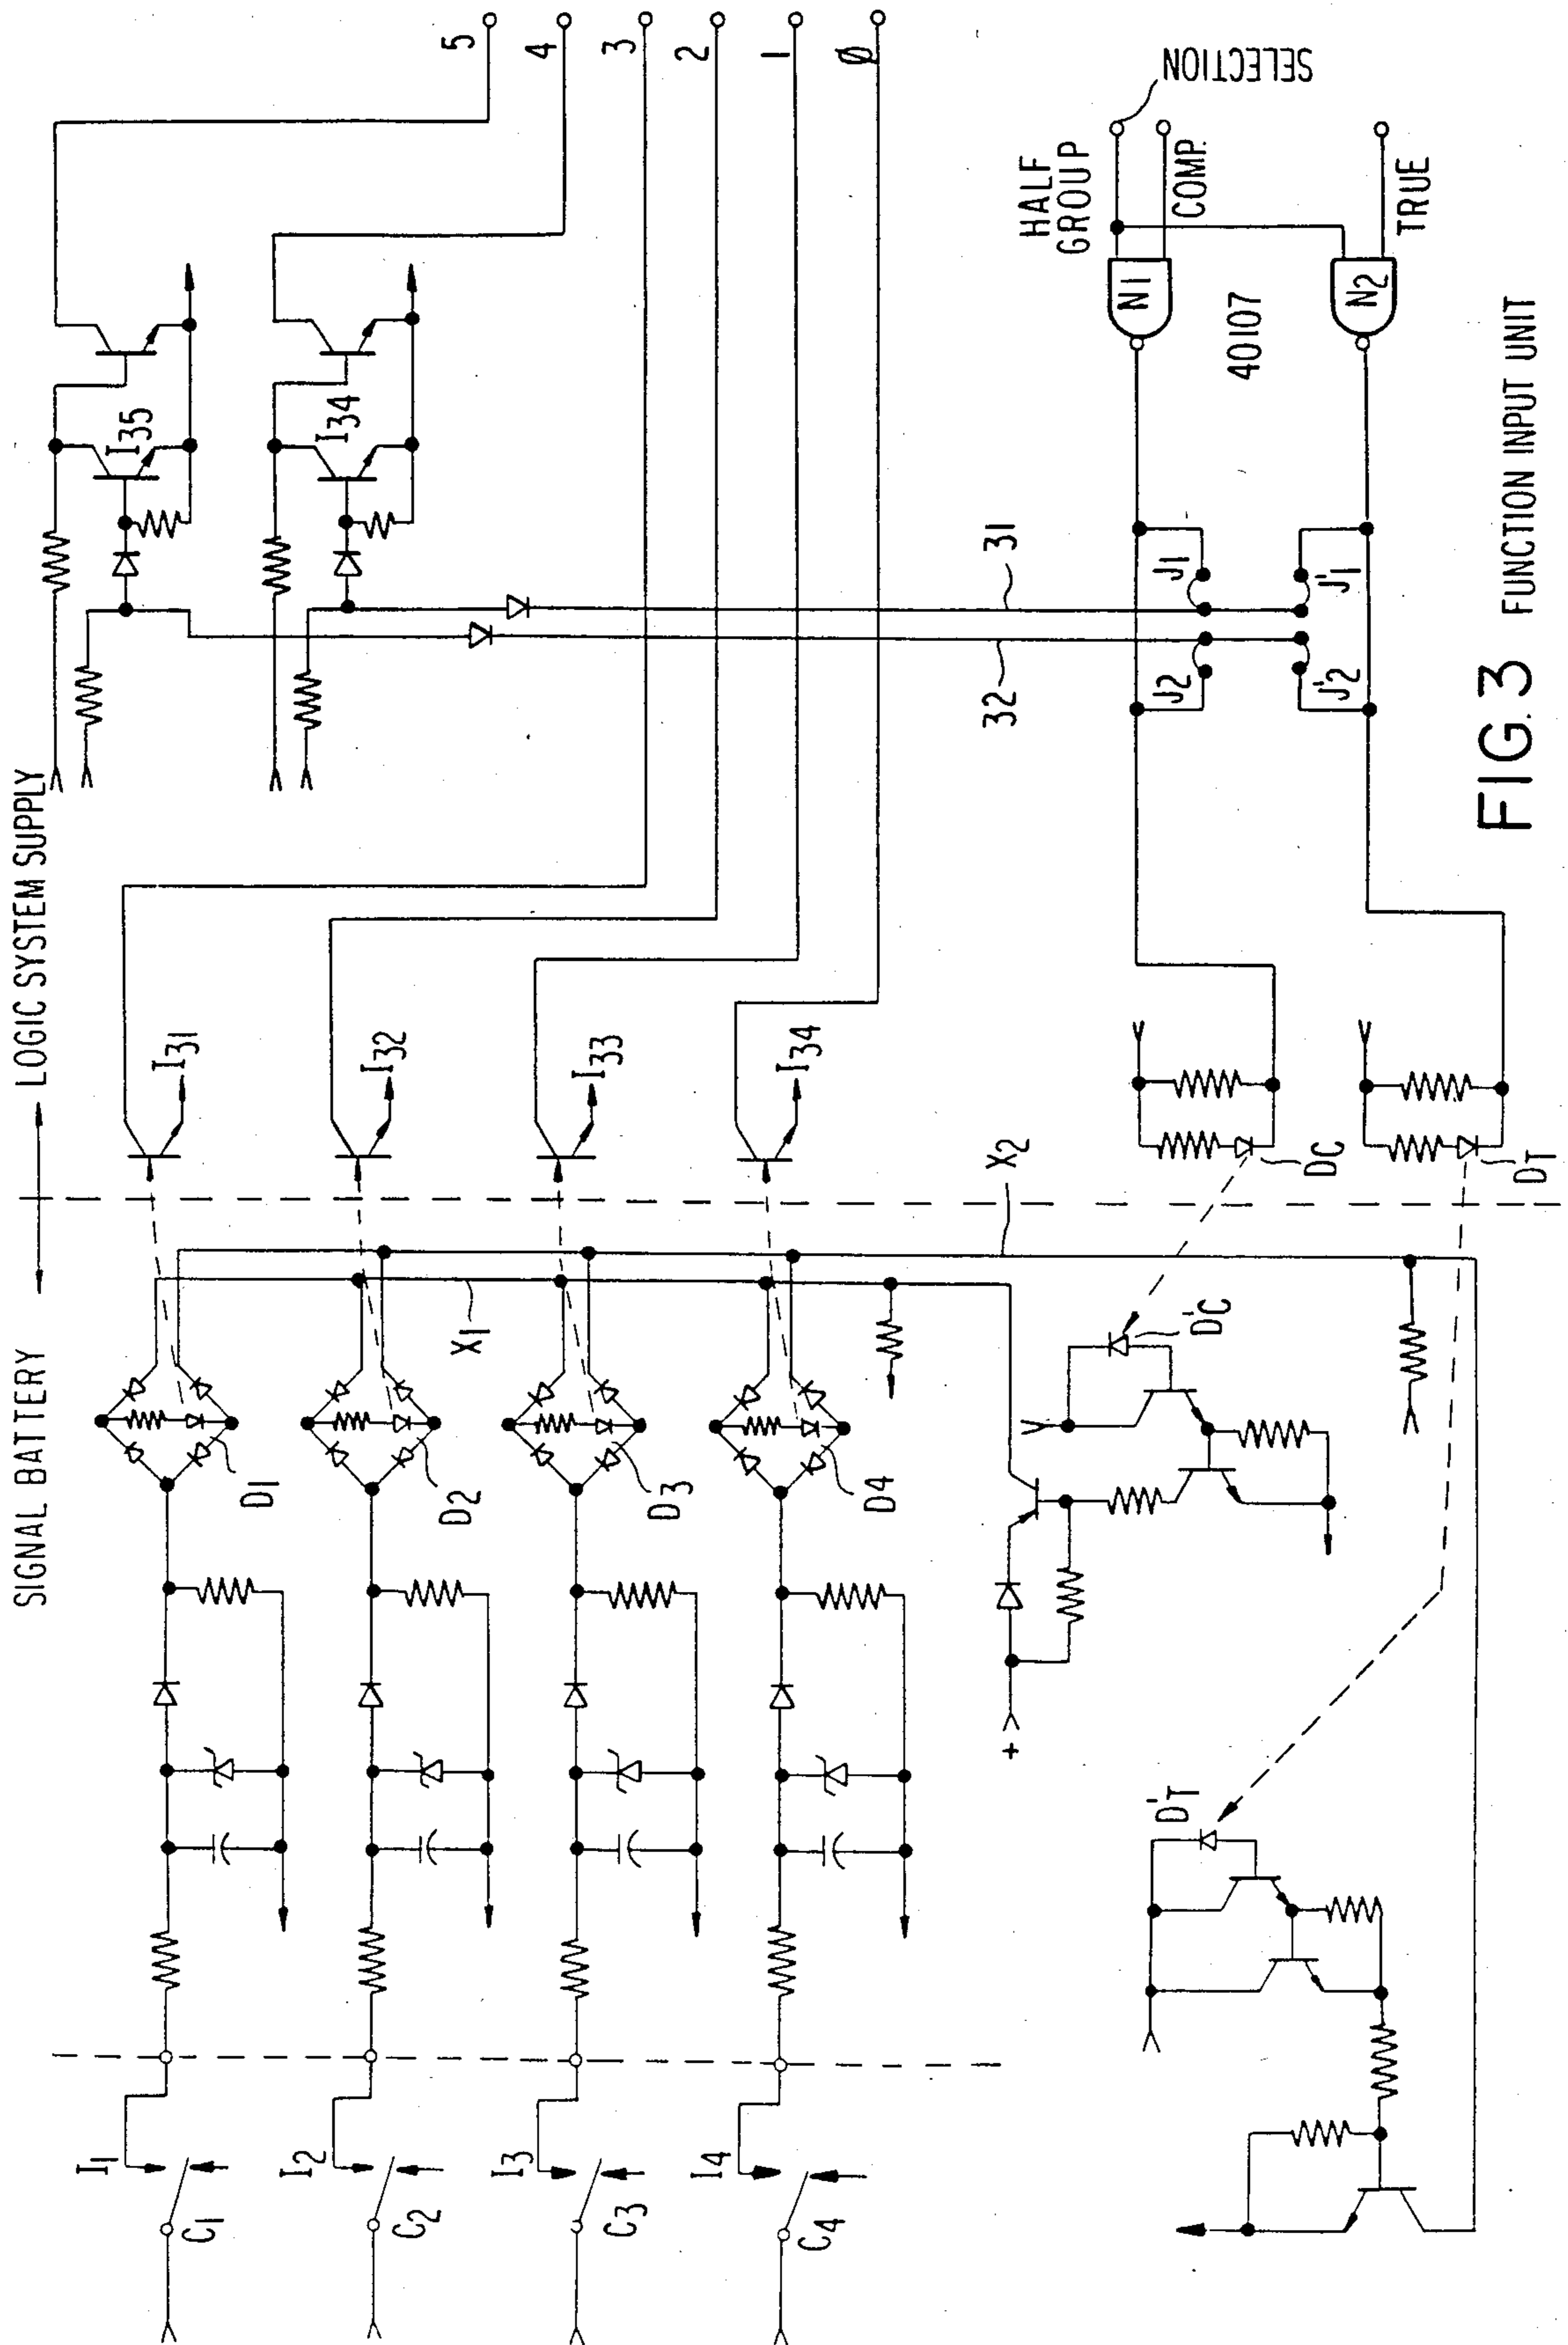 SIGNAL BATTERY
LOGIC SYSTEM SUPPLY
I1
C1
D1
I31
I35
5
I2
C2
D2
I32
I34
4
I3
C3
D3
I33
3
I4
C4
D4
I34
2
1
Ø
X1
X2
32
31
+
D'C
DC
D'T
DT
J2
J1
J'2
J'1
N1
40107
N2
HALF
GROUP
COMP.
SELECTION
TRUE
FIG. 3 FUNCTION INPUT UNIT